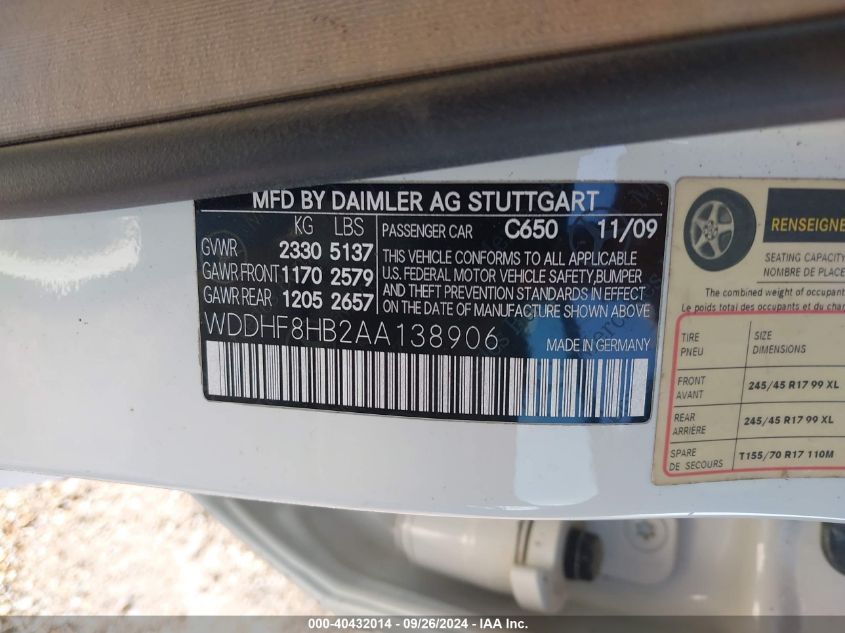 MFD BY DAIMLER AG STUTTGART
KG LBS PASSENGER CAR C650 11/09
GVWR 2330 5137
GAWR FRONT 1170 2579
GAWR REAR 1205 2657
THIS VEHICLE CONFORMS TO ALL APPLICABLE
U.S. FEDERAL MOTOR VEHICLE SAFETY,BUMPER
AND THEFT PREVENTION STANDARDS IN EFFECT
ON THE DATE OF MANUFACTURE SHOWN ABOVE
WDDHF8HB2AA138906 MADE IN GERMANY
RENSEIGNE
SEATING CAPACITY
NOMBRE DE PLACE
The combined weight of occupant
Le poids total des occupants et du cha
TIRE SIZE
PNEU DIMENSIONS
FRONT
AVANT
245/45 R17 99 XL
REAR
ARRIÈRE
245/45 R17 99 XL
SPARE
DE SECOURS
T155/70 R17 110M
000-40432014 - 09/26/2024 - IAA Inc.